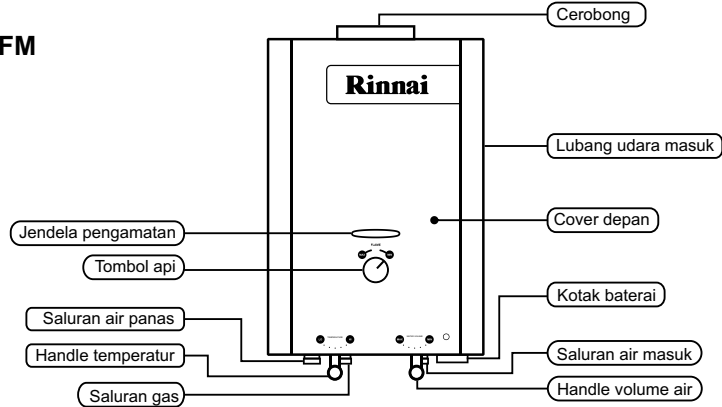 Cerobong
FM
Rinnai
Lubang udara masuk
Cover depan
Jendela pengamatan
FLAME
Tombol api
Kotak baterai
Saluran air panas
Handle temperatur
Saluran air masuk
Saluran gas
Handle volume air